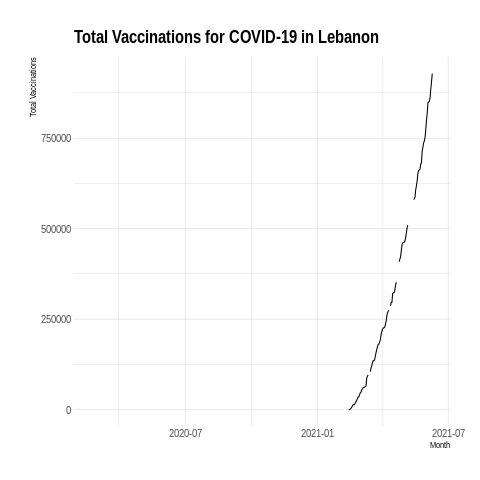 Total Vaccinations for COVID-19 in Lebanon
Total Vaccinations
750000
500000
250000
0
2020-07
2021-01
2021-07
Month